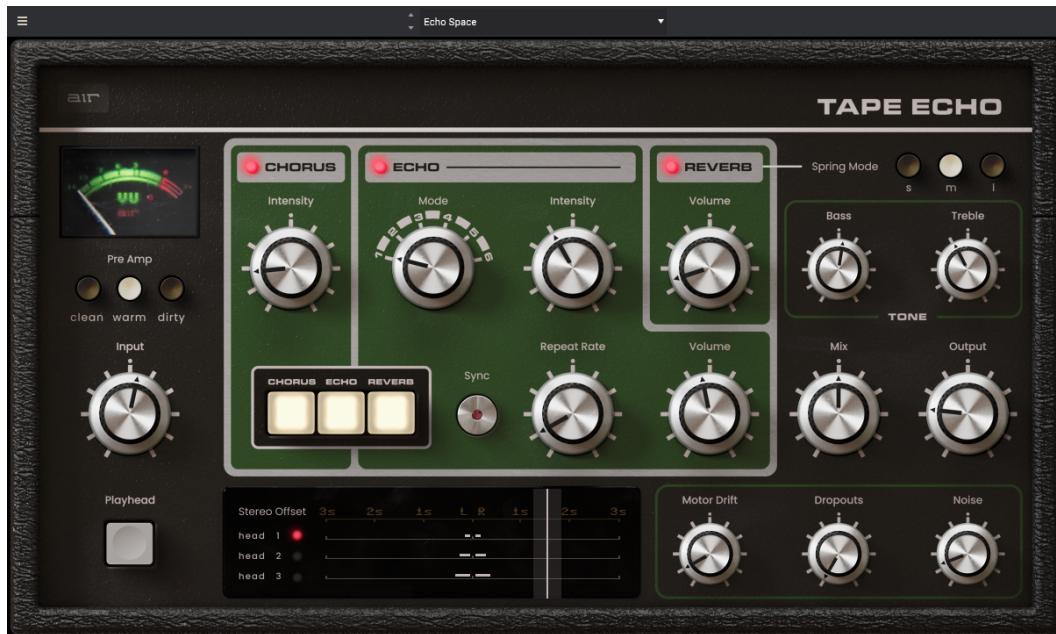 Echo Space
air
TAPE ECHO
CHORUS
ECHO
REVERB
Spring Mode
s m l
VU
air
Intensity
Mode
Intensity
Volume
Bass
Treble
1 2 3 4 5 6
Pre Amp
clean warm dirty
TONE
Input
Repeat Rate
Volume
Mix
Output
Sync
CHORUS ECHO REVERB
Playhead
Stereo Offset 3s 2s 1s L R 1s 2s 3s
head 1
head 2
head 3
Motor Drift
Dropouts
Noise